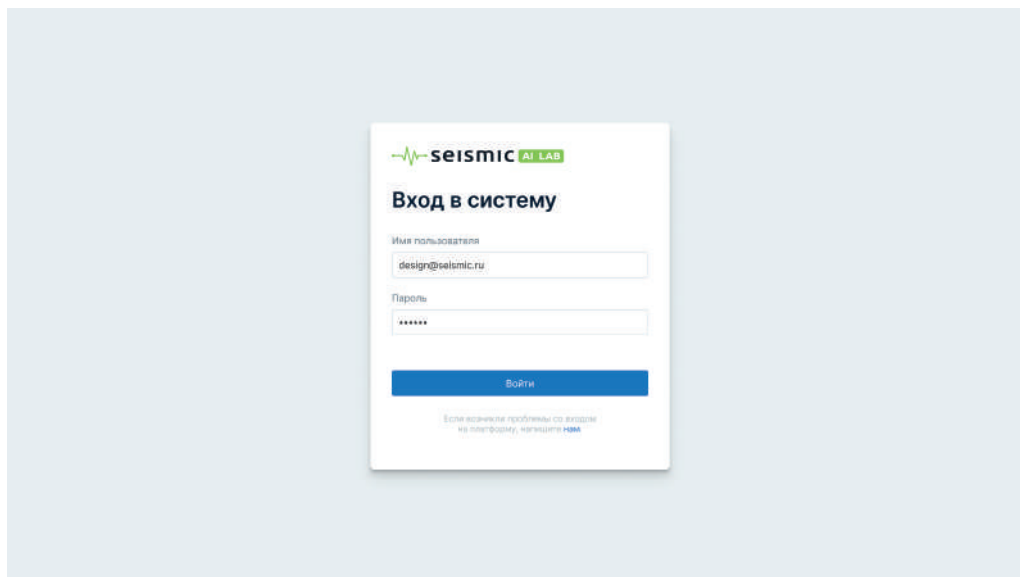 seismic AI LAB
Вход в систему
Имя пользователя
design@seismic.ru
Пароль
••••••
Войти
Если возникли проблемы со входом
на платформу, напишите нам